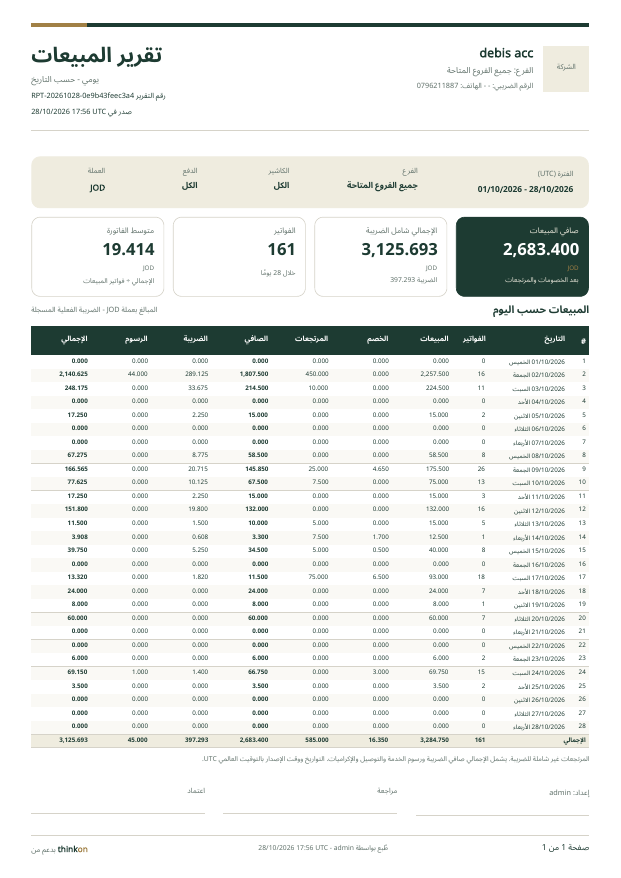 الشركة
debis acc
الفرع: جميع الفروع المتاحة
الرقم الضريبي: - - الهاتف: 0796211887
تقرير المبيعات
يومي - حسب التاريخ
رقم التقرير RPT-20261028-0e9b43feec3a4
صدر في 28/10/2026 17:56 UTC
الفترة (UTC) الفرع الكاشير الدفع العملة
01/10/2026 - 28/10/2026 جميع الفروع المتاحة الكل الكل JOD
صافي المبيعات
2,683.400
JOD
بعد الخصومات والمرتجعات
الإجمالي شامل الضريبة
3,125.693
JOD
الضريبة 397.293
الفواتير
161
خلال 28 يومًا
متوسط الفاتورة
19.414
JOD
الإجمالي ÷ فواتير المبيعات
المبيعات حسب اليوم
المبالغ بعملة JOD - الضريبة الفعلية المسجلة
# التاريخ الفواتير المبيعات الخصم المرتجعات الصافي الضريبة الرسوم الإجمالي
1 01/10/2026 الخميس 0 0.000 0.000 0.000 0.000 0.000 0.000 0.000
2 02/10/2026 الجمعة 16 2,257.500 0.000 450.000 1,807.500 289.125 44.000 2,140.625
3 03/10/2026 السبت 11 224.500 0.000 10.000 214.500 33.675 0.000 248.175
4 04/10/2026 الأحد 0 0.000 0.000 0.000 0.000 0.000 0.000 0.000
5 05/10/2026 الاثنين 2 15.000 0.000 0.000 15.000 2.250 0.000 17.250
6 06/10/2026 الثلاثاء 0 0.000 0.000 0.000 0.000 0.000 0.000 0.000
7 07/10/2026 الأربعاء 0 0.000 0.000 0.000 0.000 0.000 0.000 0.000
8 08/10/2026 الخميس 8 58.500 0.000 0.000 58.500 8.775 0.000 67.275
9 09/10/2026 الجمعة 26 175.500 4.650 25.000 145.850 20.715 0.000 166.565
10 10/10/2026 السبت 13 75.000 0.000 7.500 67.500 10.125 0.000 77.625
11 11/10/2026 الأحد 3 15.000 0.000 0.000 15.000 2.250 0.000 17.250
12 12/10/2026 الاثنين 16 132.000 0.000 0.000 132.000 19.800 0.000 151.800
13 13/10/2026 الثلاثاء 5 15.000 0.000 5.000 10.000 1.500 0.000 11.500
14 14/10/2026 الأربعاء 1 12.500 1.700 7.500 3.300 0.608 0.000 3.908
15 15/10/2026 الخميس 8 40.000 0.500 5.000 34.500 5.250 0.000 39.750
16 16/10/2026 الجمعة 0 0.000 0.000 0.000 0.000 0.000 0.000 0.000
17 17/10/2026 السبت 18 93.000 6.500 75.000 11.500 1.820 0.000 13.320
18 18/10/2026 الأحد 7 24.000 0.000 0.000 24.000 0.000 0.000 24.000
19 19/10/2026 الاثنين 1 8.000 0.000 0.000 8.000 0.000 0.000 8.000
20 20/10/2026 الثلاثاء 7 60.000 0.000 0.000 60.000 0.000 0.000 60.000
21 21/10/2026 الأربعاء 0 0.000 0.000 0.000 0.000 0.000 0.000 0.000
22 22/10/2026 الخميس 0 0.000 0.000 0.000 0.000 0.000 0.000 0.000
23 23/10/2026 الجمعة 2 6.000 0.000 0.000 6.000 0.000 0.000 6.000
24 24/10/2026 السبت 15 69.750 3.000 0.000 66.750 1.400 1.000 69.150
25 25/10/2026 الأحد 2 3.500 0.000 0.000 3.500 0.000 0.000 3.500
26 26/10/2026 الاثنين 0 0.000 0.000 0.000 0.000 0.000 0.000 0.000
27 27/10/2026 الثلاثاء 0 0.000 0.000 0.000 0.000 0.000 0.000 0.000
28 28/10/2026 الأربعاء 0 0.000 0.000 0.000 0.000 0.000 0.000 0.000
الإجمالي 161 3,284.750 16.350 585.000 2,683.400 397.293 45.000 3,125.693
المرتجعات غير شاملة للضريبة. يشمل الإجمالي صافي الضريبة ورسوم الخدمة والتوصيل والإكراميات. التواريخ ووقت الإصدار بالتوقيت العالمي UTC.
إعداد: admin مراجعة اعتماد
صفحة 1 من 1
طُبع بواسطة admin - 28/10/2026 17:56 UTC
بدعم من thinkon